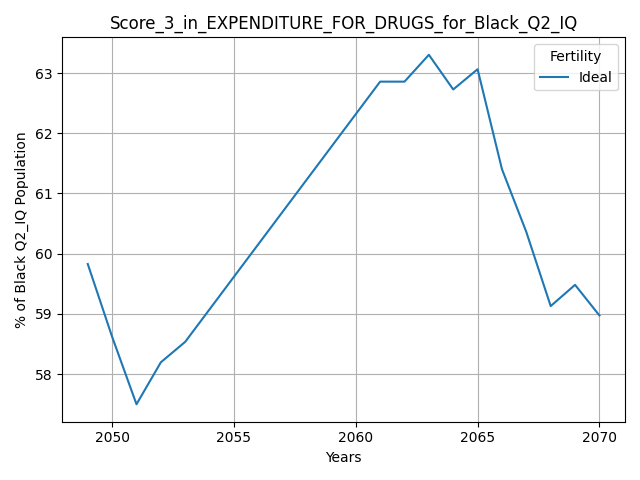 Score_3_in_EXPENDITURE_FOR_DRUGS_for_Black_Q2_IQ
Fertility
Ideal
% of Black Q2_IQ Population
63
62
61
60
59
58
2050
2055
2060
2065
2070
Years